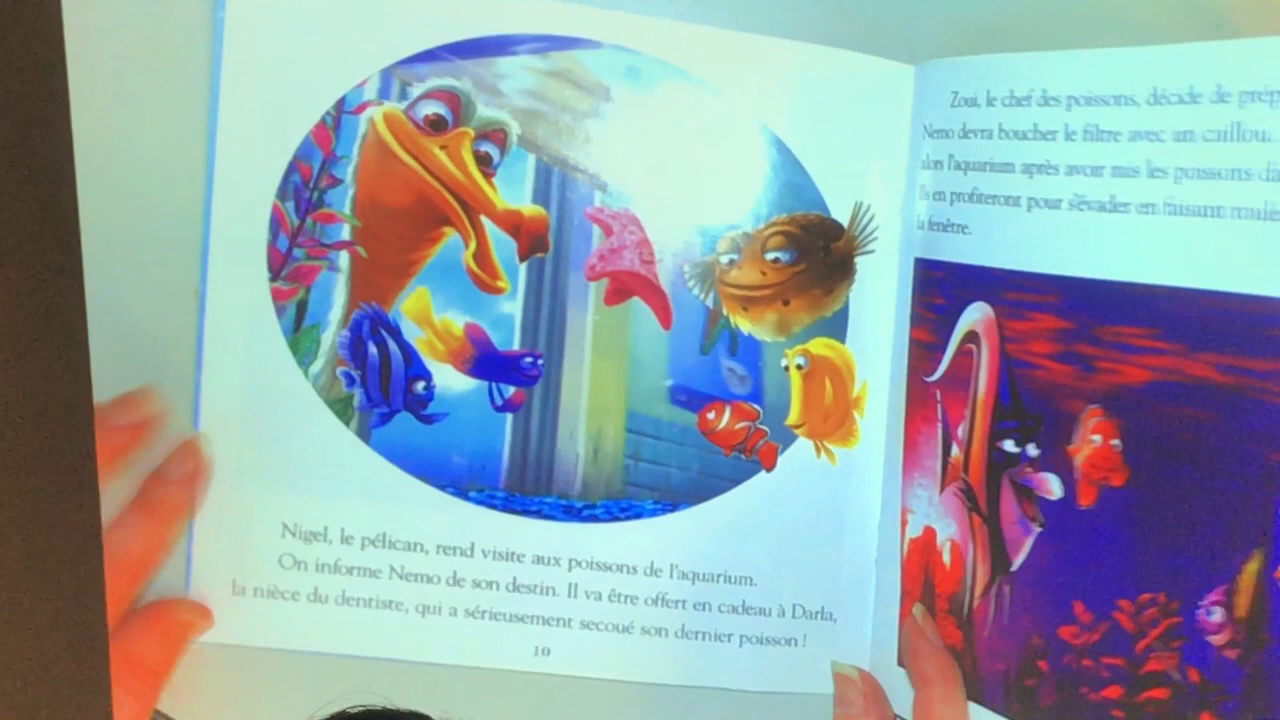 Nigel, le pélican, rend visite aux poissons de l'aquarium.
On informe Nemo de son destin. Il va être offert en cadeau à Darla,
la nièce du dentiste, qui a sérieusement secoué son dernier poisson !
10
Zoui, le chef des poissons, décide de
Nemo devra boucher le filtre avec un caillou.
alors l'aquarium après avoir mis les poissons
Ils en profiteront pour s'évader en faisant
la fenêtre.